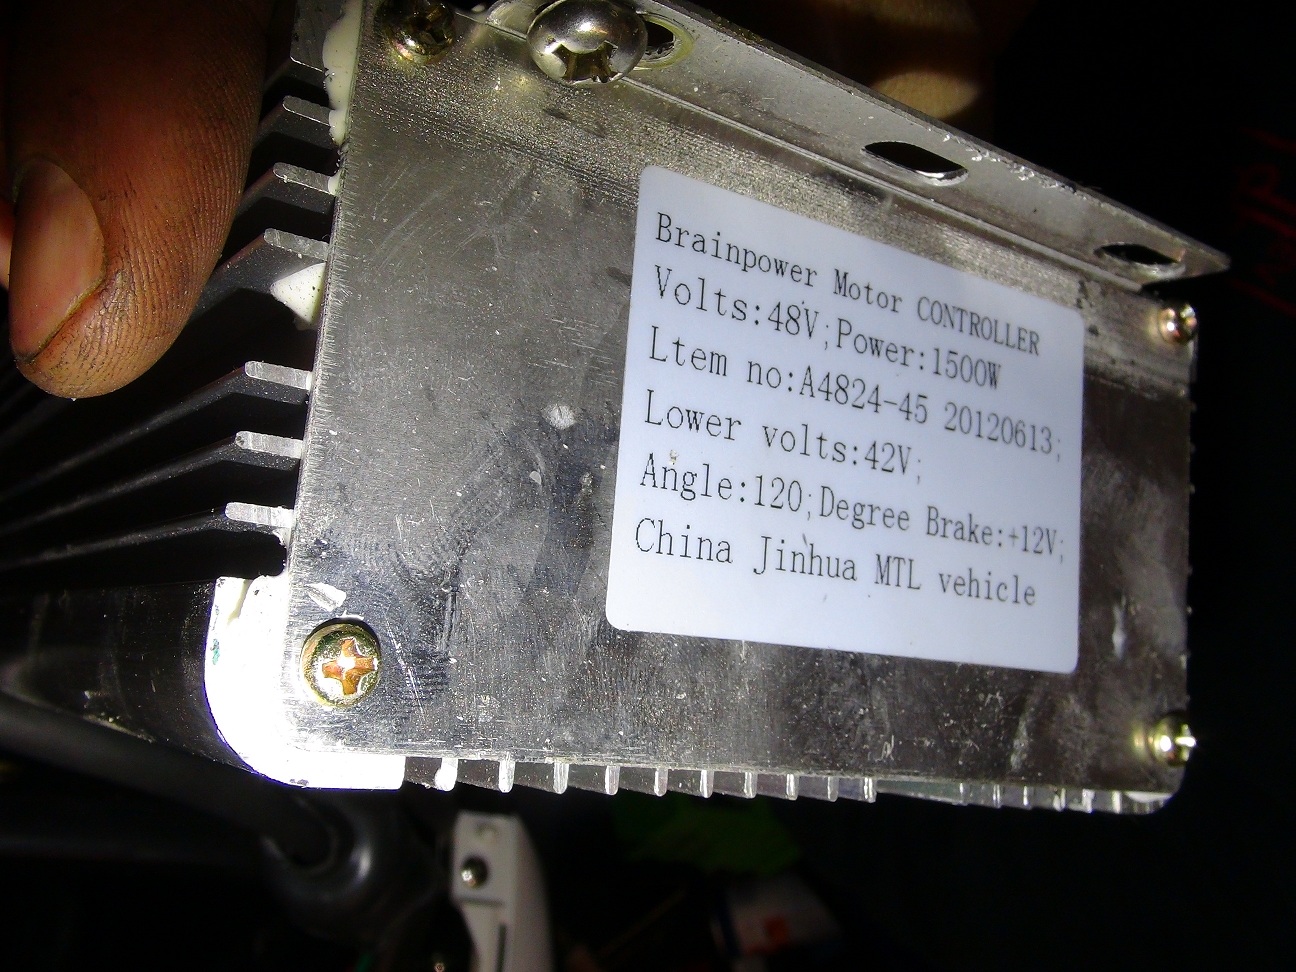 Brainpower Motor CONTROLLER
Volts:48V;Power:1500W
Ltem no:A4824-45 20120613;
Lower volts:42V;
Angle:120;Degree Brake:+12V;
China Jinhua MTL vehicle